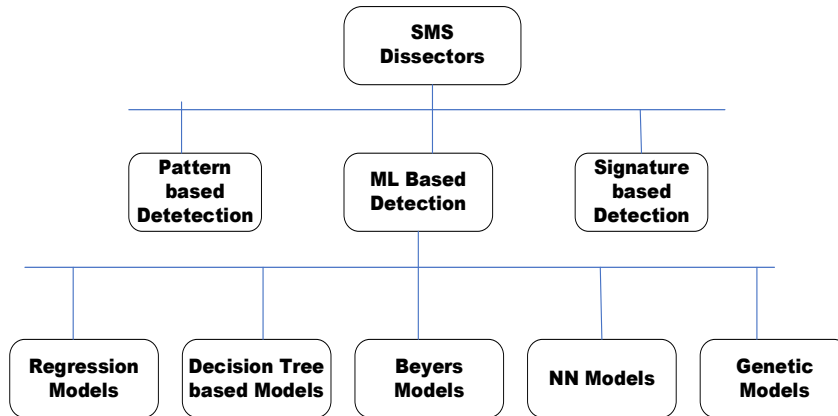 SMS
Dissectors
Pattern
based
Detetection
ML Based
Detection
Signature
based
Detection
Regression
Models
Decision Tree
based Models
Beyers
Models
NN Models
Genetic
Models